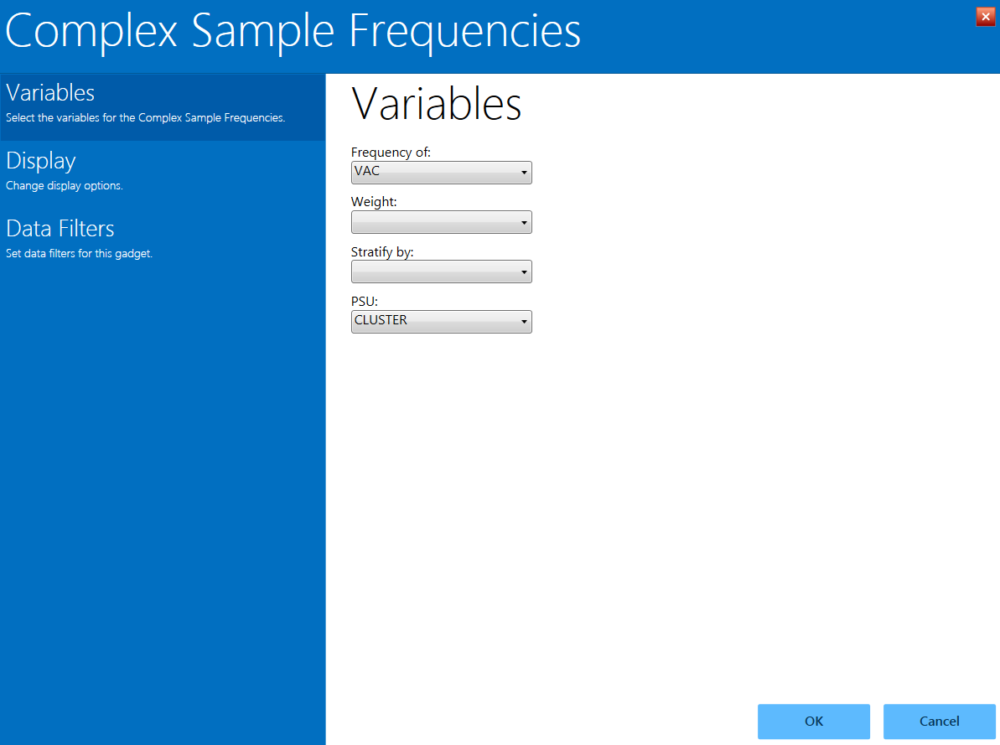 Complex Sample Frequencies
Variables
Select the variables for the Complex Sample Frequencies.
Display
Change display options.
Data Filters
Set data filters for this gadget.
Variables
Frequency of:
VAC
Weight:
Stratify by:
PSU:
CLUSTER
OK
Cancel